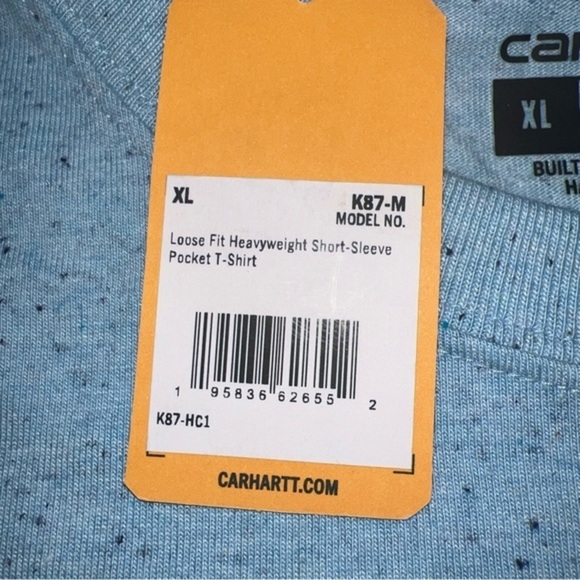 XL
K87-M
MODEL NO.
Loose Fit Heavyweight Short-Sleeve
Pocket T-Shirt
1 95836 62655 2
K87-HC1
CARHARTT.COM
XL
BUILT